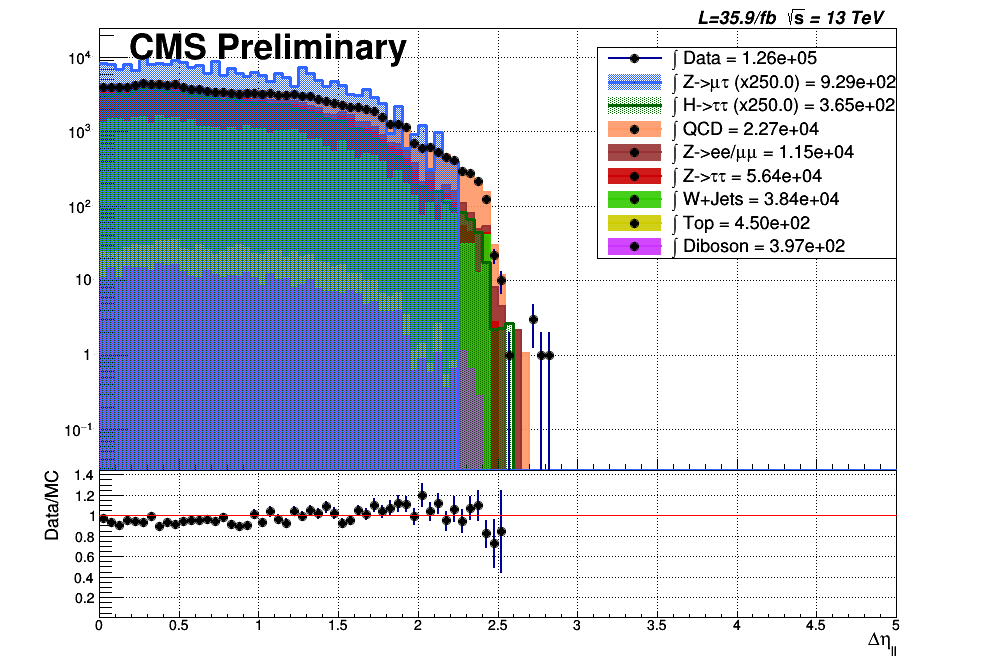 L=35.9/fb √s = 13 TeV
CMS Preliminary
∫ Data = 1.26e+05
∫ Z->μτ (x250.0) = 9.29e+02
∫ H->ττ (x250.0) = 3.65e+02
∫ QCD = 2.27e+04
∫ Z->ee/μμ = 1.15e+04
∫ Z->ττ = 5.64e+04
∫ W+Jets = 3.84e+04
∫ Top = 4.50e+02
∫ Diboson = 3.97e+02
10⁴
10³
10²
10
1
10⁻¹
Data/MC
1.4
1.2
1
0.8
0.6
0.4
0.2
0 0.5 1 1.5 2 2.5 3 3.5 4 4.5 5
Δη||